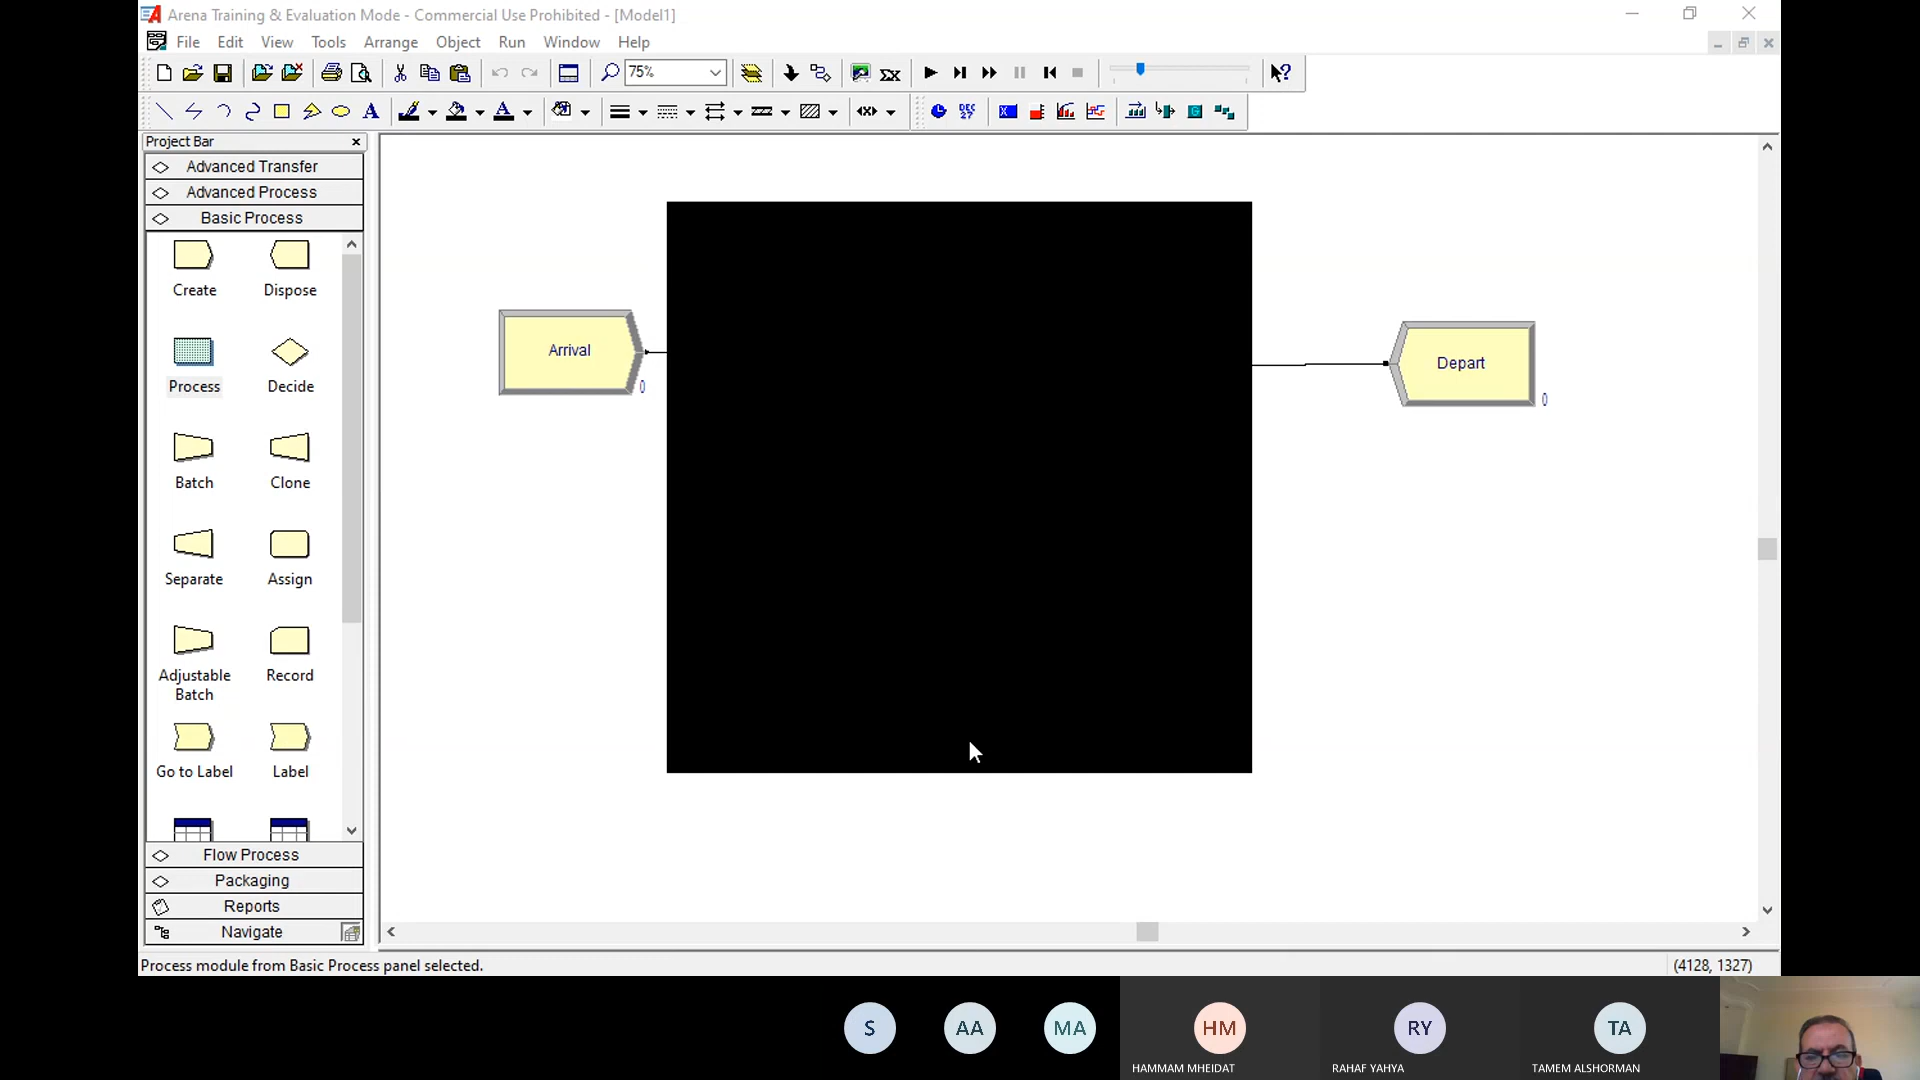 Arena Training & Evaluation Mode - Commercial Use Prohibited - [Model1]
File Edit View Tools Arrange Object Run Window Help
75%
Project Bar
Advanced Transfer
Advanced Process
Basic Process
Create Dispose
Process Decide
Batch Clone
Separate Assign
Adjustable Batch Record
Go to Label Label
Flow Process
Packaging
Reports
Navigate
Arrival
0
Depart
0
Process module from Basic Process panel selected.
(4128, 1327)
S AA MA HM RY TA
HAMMAM MHEIDAT RAHAF YAHYA TAMEM ALSHORMAN